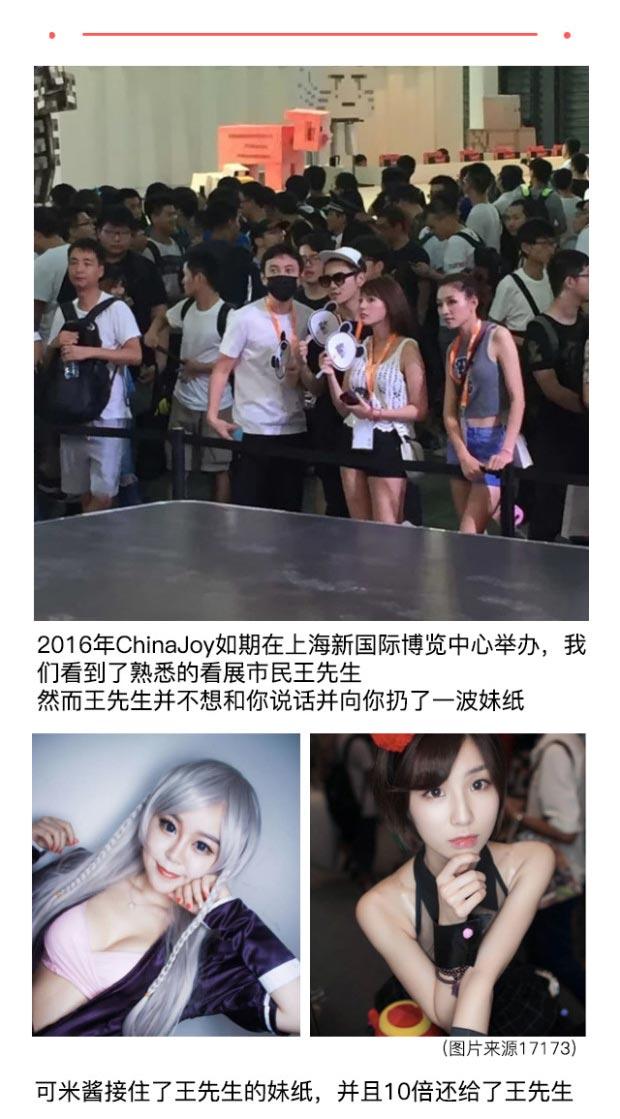 2016年ChinaJoy如期在上海新国际博览中心举办，我
们看到了熟悉的看展市民王先生
然而王先生并不想和你说话并向你扔了一波妹纸
（图片来源17173）
可米酱接住了王先生的妹纸，并且10倍还给了王先生